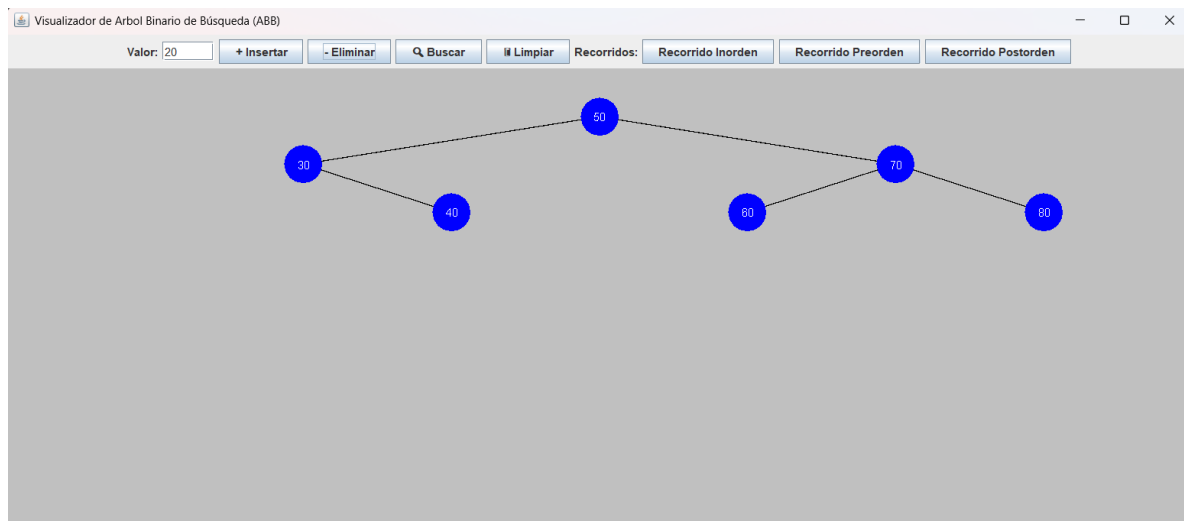 Visualizador de Arbol Binario de Búsqueda (ABB)
Valor: 20 + Insertar - Eliminar Buscar Limpiar Recorridos: Recorrido Inorden Recorrido Preorden Recorrido Postorden
50
30 70
40 60 80